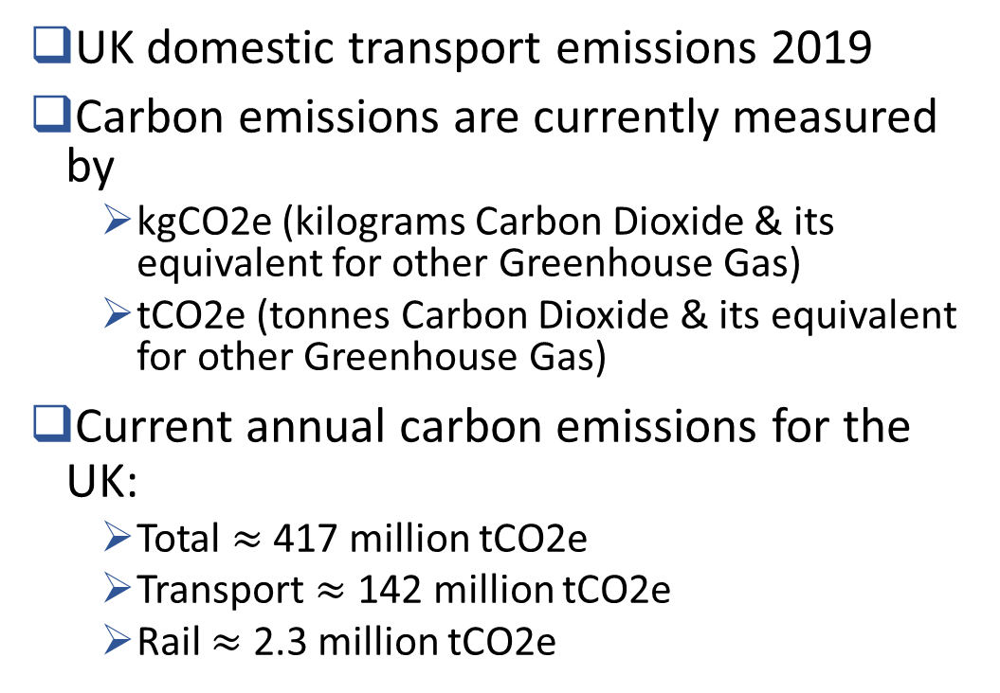 UK domestic transport emissions 2019
Carbon emissions are currently measured
by
kgCO2e (kilograms Carbon Dioxide & its
equivalent for other Greenhouse Gas)
tCO2e (tonnes Carbon Dioxide & its equivalent
for other Greenhouse Gas)
Current annual carbon emissions for the
UK:
Total ≈ 417 million tCO2e
Transport ≈ 142 million tCO2e
Rail ≈ 2.3 million tCO2e